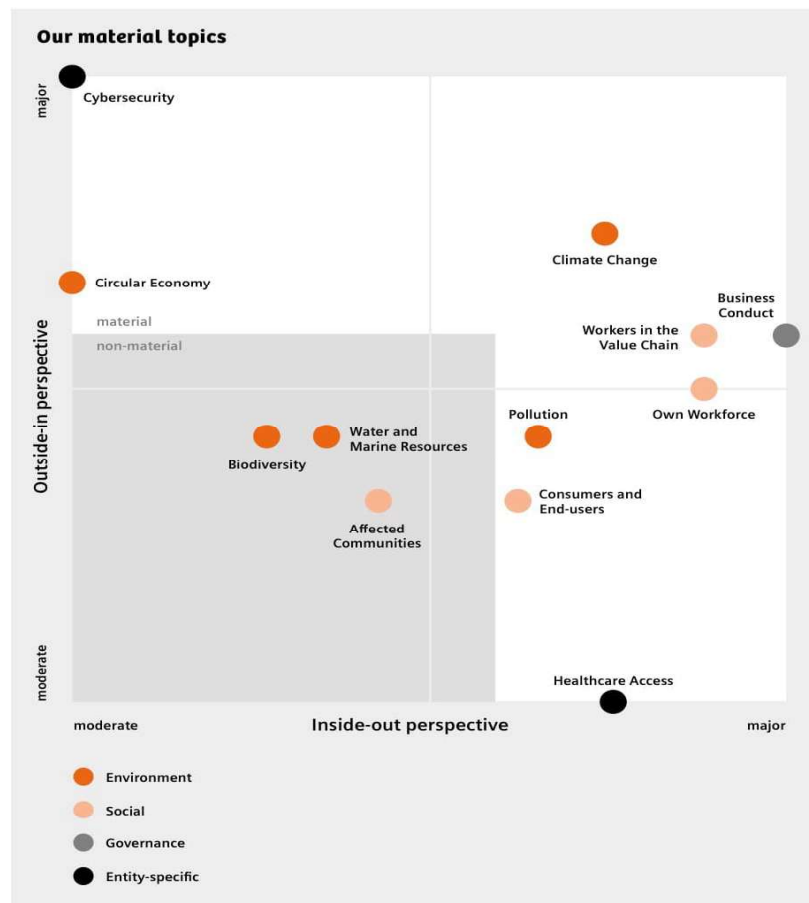 Our material topics
major
Cybersecurity
Climate Change
Circular Economy
Business
Conduct
material
Workers in the
Value Chain
non-material
Outside-in perspective
Own Workforce
Pollution
Water and
Marine Resources
Biodiversity
Consumers and
End-users
Affected
Communities
Healthcare Access
moderate
moderate
Inside-out perspective
major
Environment
Social
Governance
Entity-specific